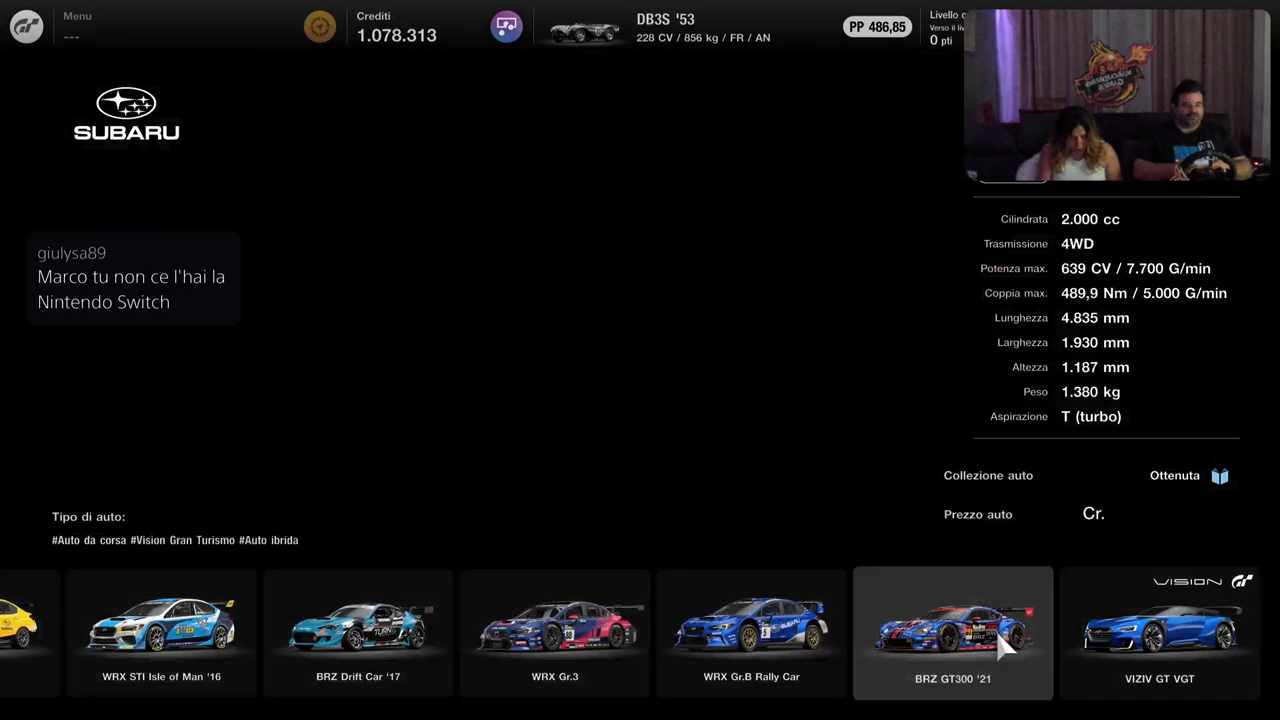 Menu
---
Crediti
1.078.313
DB3S '53
228 CV / 856 kg / FR / AN
PP 486,85
Livello
Verso il
0 pti
SUBARU
giulysa89
Marco tu non ce l'hai la
Nintendo Switch
Cilindrata 2.000 cc
Trasmissione 4WD
Potenza max. 639 CV / 7.700 G/min
Coppia max. 489,9 Nm / 5.000 G/min
Lunghezza 4.835 mm
Larghezza 1.930 mm
Altezza 1.187 mm
Peso 1.380 kg
Aspirazione T (turbo)
Collezione auto Ottenuta
Prezzo auto Cr.
Tipo di auto:
#Auto da corsa #Vision Gran Turismo #Auto ibrida
VISION GT
WRX STI Isle of Man '16
BRZ Drift Car '17
WRX Gr.3
WRX Gr.B Rally Car
BRZ GT300 '21
VIZIV GT VGT